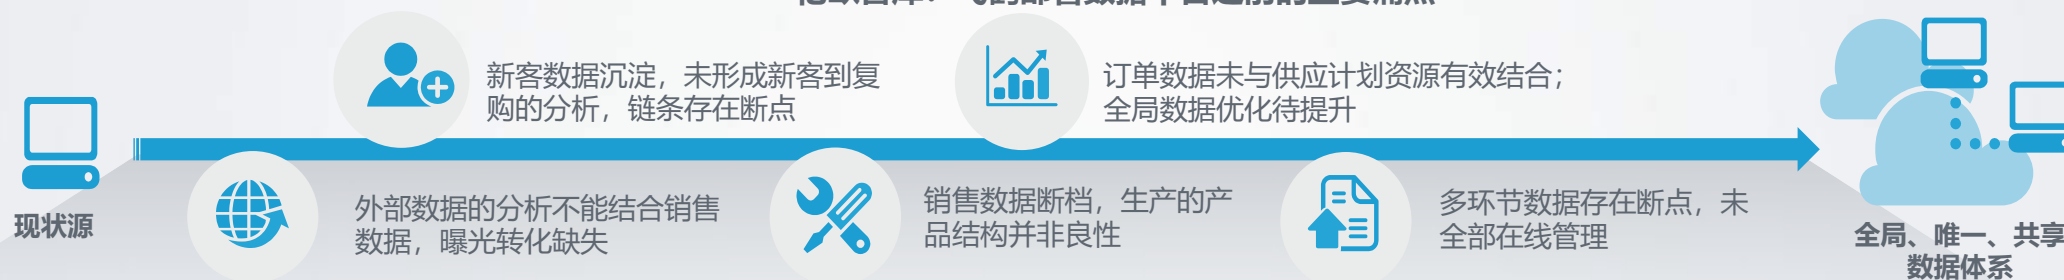 新客数据沉淀，未形成新客到复
购的分析，链条存在断点
订单数据未与供应计划资源有效结合；
全局数据优化待提升
现状源
外部数据的分析不能结合销售
数据，曝光转化缺失
销售数据断档，生产的产
品结构并非良性
多环节数据存在断点，未
全部在线管理
全局、唯一、共享
数据体系